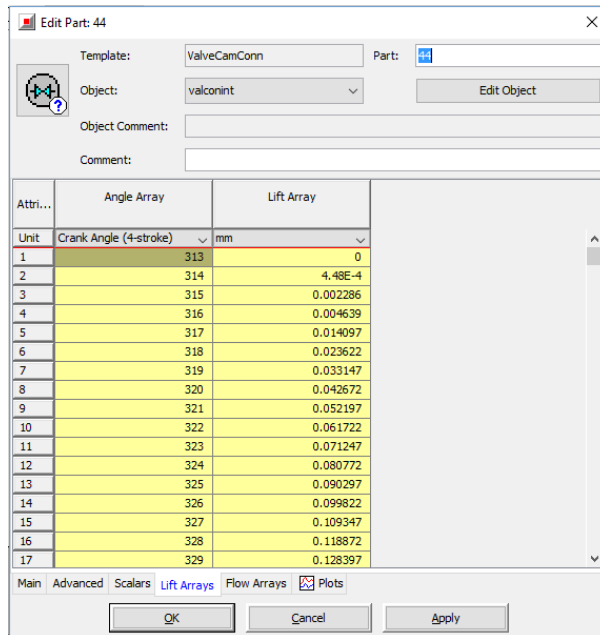 Edit Part: 44
Template: ValveCamConn Part: 44
?
Object: valconint Edit Object
Object Comment:
Comment:
Attri... Angle Array Lift Array
Unit Crank Angle (4-stroke) mm
1 313 0
2 314 4.48E-4
3 315 0.002286
4 316 0.004639
5 317 0.014097
6 318 0.023622
7 319 0.033147
8 320 0.042672
9 321 0.052197
10 322 0.061722
11 323 0.071247
12 324 0.080772
13 325 0.090297
14 326 0.099822
15 327 0.109347
16 328 0.118872
17 329 0.128397
Main Advanced Scalars Lift Arrays Flow Arrays Plots
OK Cancel Apply